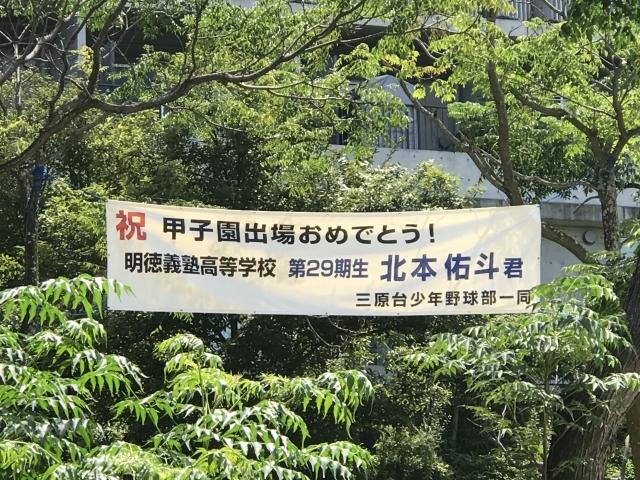 祝 甲子園出場おめでとう!
明徳義塾高等学校 第29期生 北本佑斗君
三原台少年野球部一同